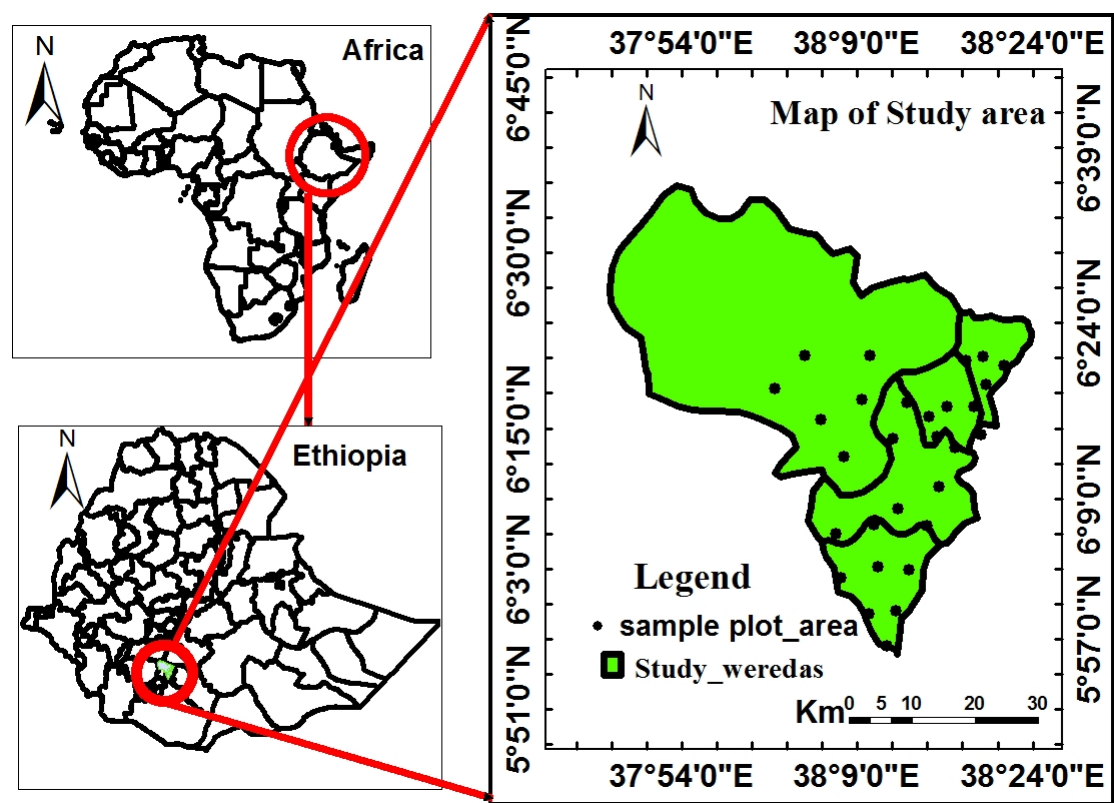 N
Africa
N
Ethiopia
37°54'0"E 38°9'0"E 38°24'0"E
6°45'0"N
6°30'0"N
6°15'0"N
6°3'0"N
5°51'0"N
N
Map of Study area
6°39'0"N
6°24'0"N
6°9'0"N
5°57'0"N
Legend
sample plot_area
Study_weredas
Km 0 5 10 20 30
37°54'0"E 38°9'0"E 38°24'0"E